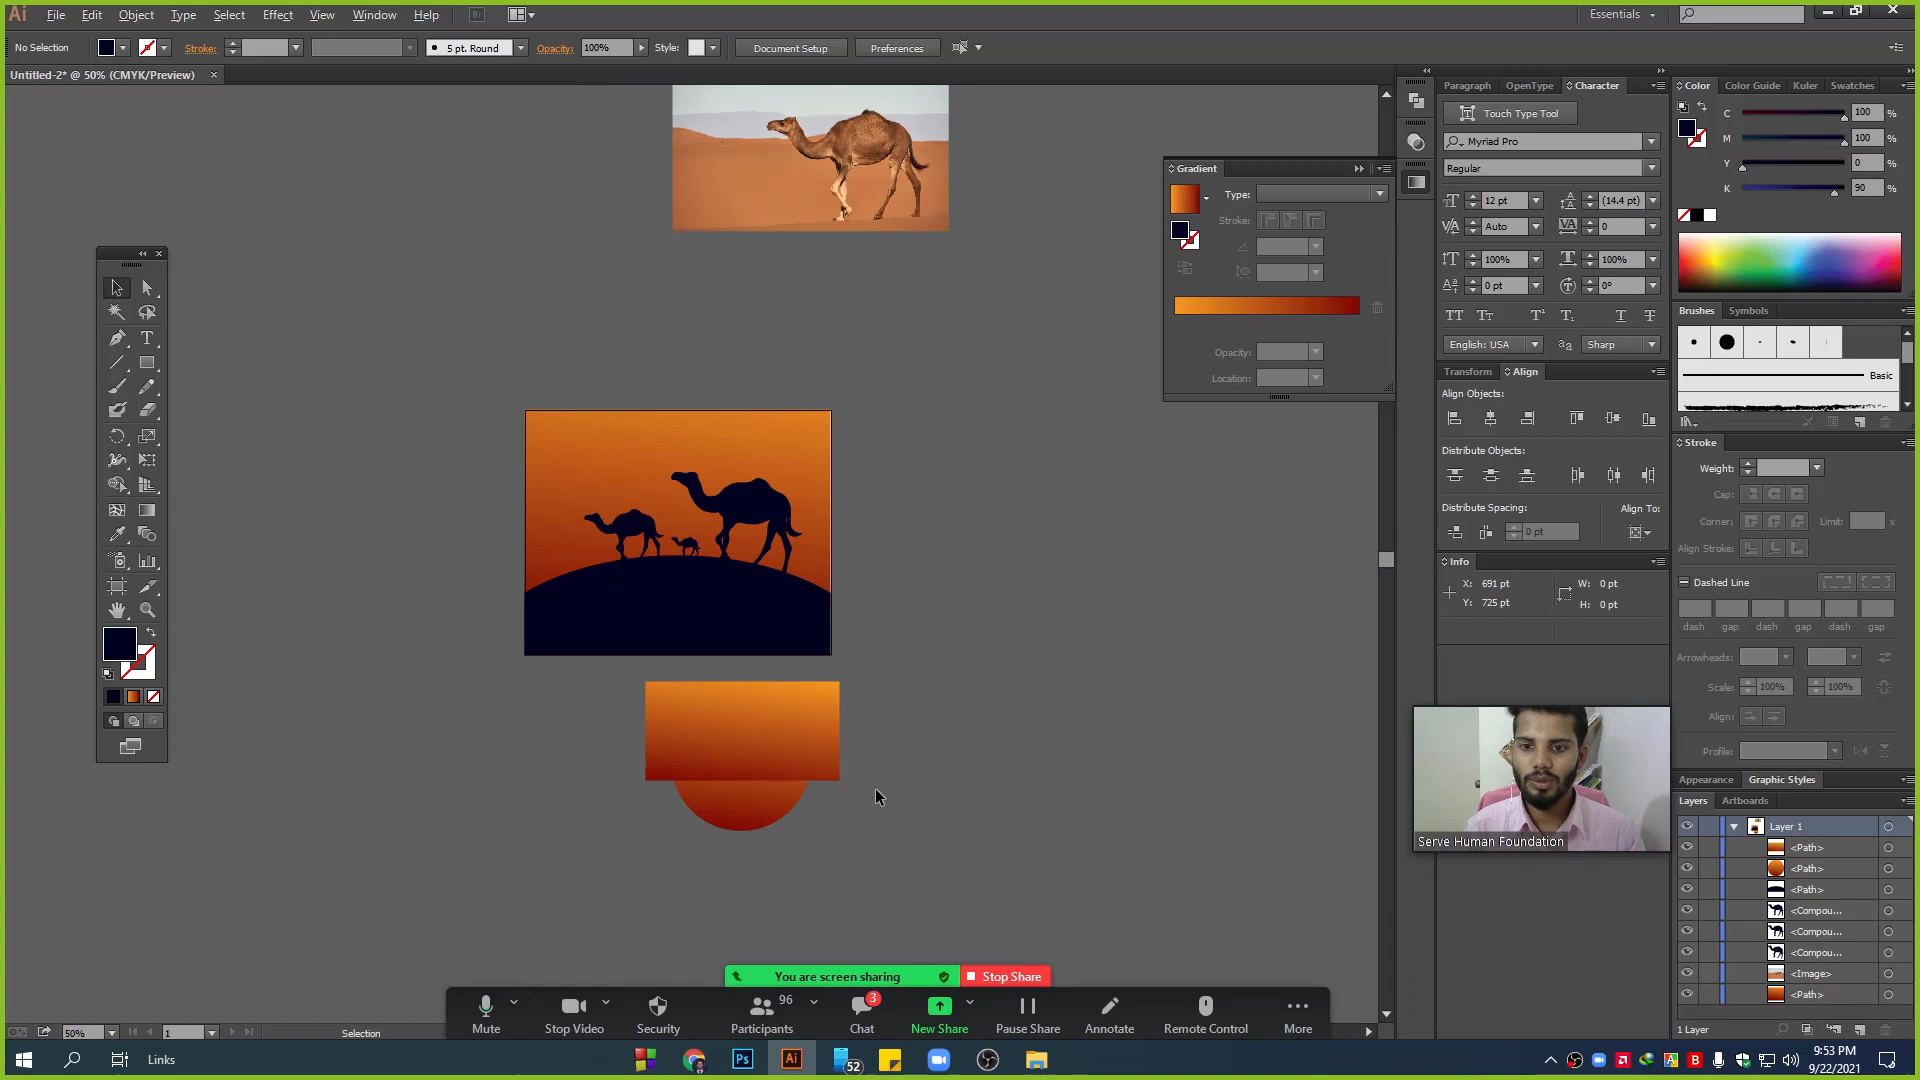 Ai File Edit Object Type Select Effect View Window Help Br Essentials
No Selection Stroke: 5 pt. Round Opacity: 100% Style: Document Setup Preferences
Untitled-2* @ 50% (CMYK/Preview)
Paragraph OpenType Character
Touch Type Tool
Myriad Pro
Regular
12 pt (14.4 pt)
Auto 0
100% 100%
0 pt 0°
English: USA Sharp
Color Color Guide Kuler Swatches
C 100 %
M 100 %
Y 0 %
K 90 %
Gradient
Type:
Stroke:
Opacity:
Location:
Brushes Symbols
Basic
Transform Align
Align Objects:
Distribute Objects:
Distribute Spacing: Align To:
0 pt
Info
X: 691 pt W: 0 pt
Y: 725 pt H: 0 pt
Stroke
Weight:
Cap:
Corner: Limit: x
Align Stroke:
Dashed Line
dash gap dash gap dash gap
Arrowheads:
Scale: 100% 100%
Align:
Profile:
Appearance Graphic Styles
Layers Artboards
Layer 1
<Path>
<Path>
<Path>
<Compou...
<Compou...
<Compou...
<Image>
<Path>
1 Layer
Serve Human Foundation
You are screen sharing Stop Share
96 3
Mute Stop Video Security Participants Chat New Share Pause Share Annotate Remote Control More
50% 1 Selection
Links Ps Ai 52
9:53 PM
9/22/2021